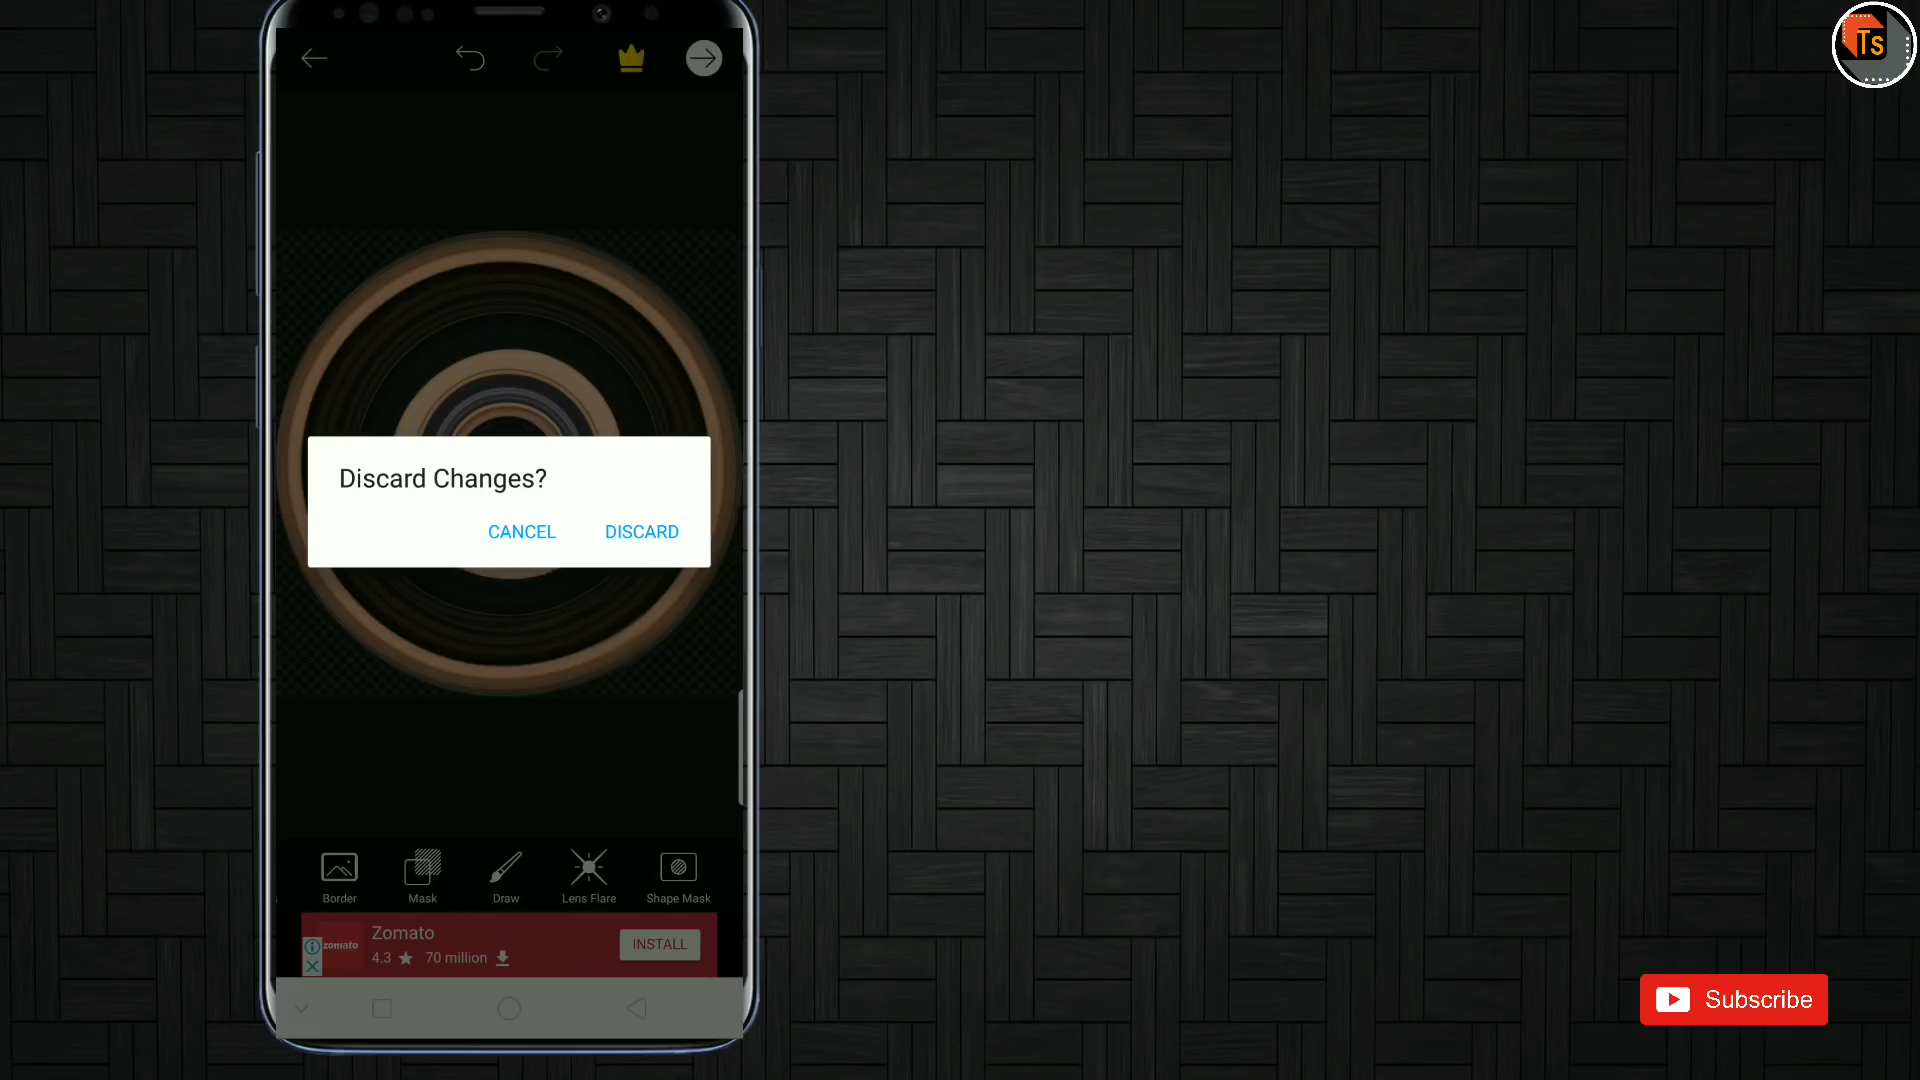 Ts
Discard Changes?
CANCEL DISCARD
Border Mask Draw Lens Flare Shape Mask
zomato
Zomato
4.3 70 million
INSTALL
Subscribe